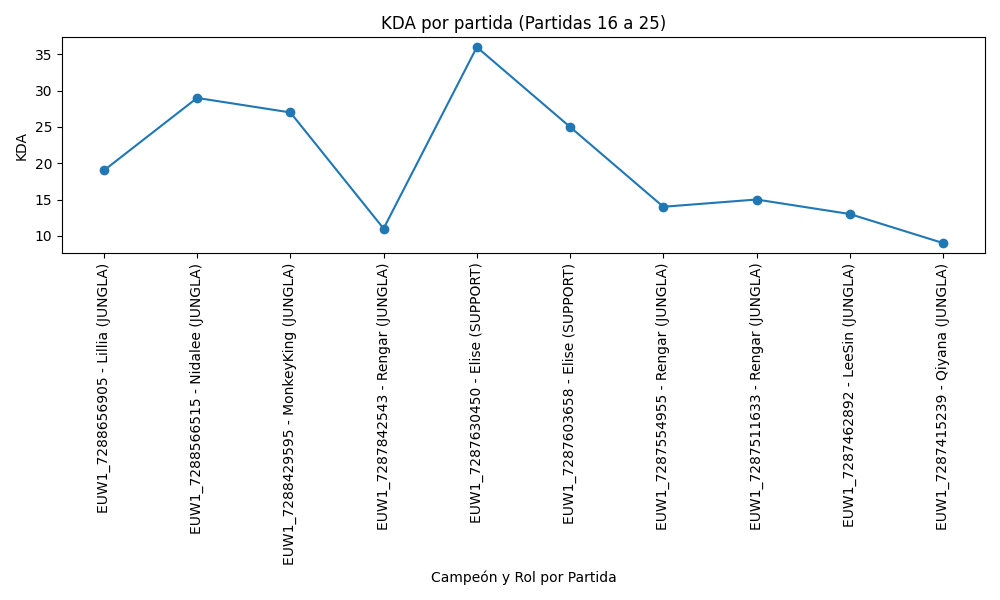 KDA por partida (Partidas 16 a 25)
KDA
35
30
25
20
15
10
EUW1_7288656905 - Lillia (JUNGLA)
EUW1_7288566515 - Nidalee (JUNGLA)
EUW1_7288429595 - MonkeyKing (JUNGLA)
EUW1_7287842543 - Rengar (JUNGLA)
EUW1_7287630450 - Elise (SUPPORT)
EUW1_7287603658 - Elise (SUPPORT)
EUW1_7287554955 - Rengar (JUNGLA)
EUW1_7287511633 - Rengar (JUNGLA)
EUW1_7287462892 - LeeSin (JUNGLA)
EUW1_7287415239 - Qiyana (JUNGLA)
Campeón y Rol por Partida